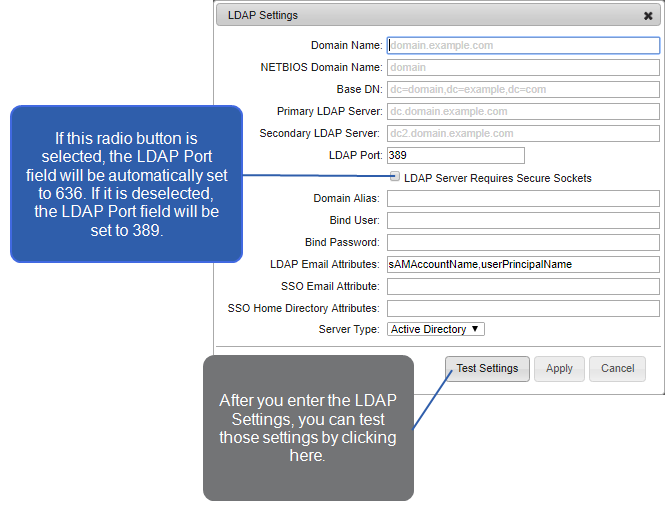 LDAP Settings
Domain Name: domain.example.com
NETBIOS Domain Name: domain
Base DN: dc=domain,dc=example,dc=com
Primary LDAP Server: dc.domain.example.com
Secondary LDAP Server: dc2.domain.example.com
LDAP Port: 389
LDAP Server Requires Secure Sockets
Domain Alias:
Bind User:
Bind Password:
LDAP Email Attributes: sAMAccountName,userPrincipalName
SSO Email Attribute:
SSO Home Directory Attributes:
Server Type: Active Directory
Test Settings Apply Cancel
If this radio button is
selected, the LDAP Port
field will be automatically set
to 636. If it is deselected,
the LDAP Port field will be
set to 389.
After you enter the LDAP
Settings, you can test
those settings by clicking
here.